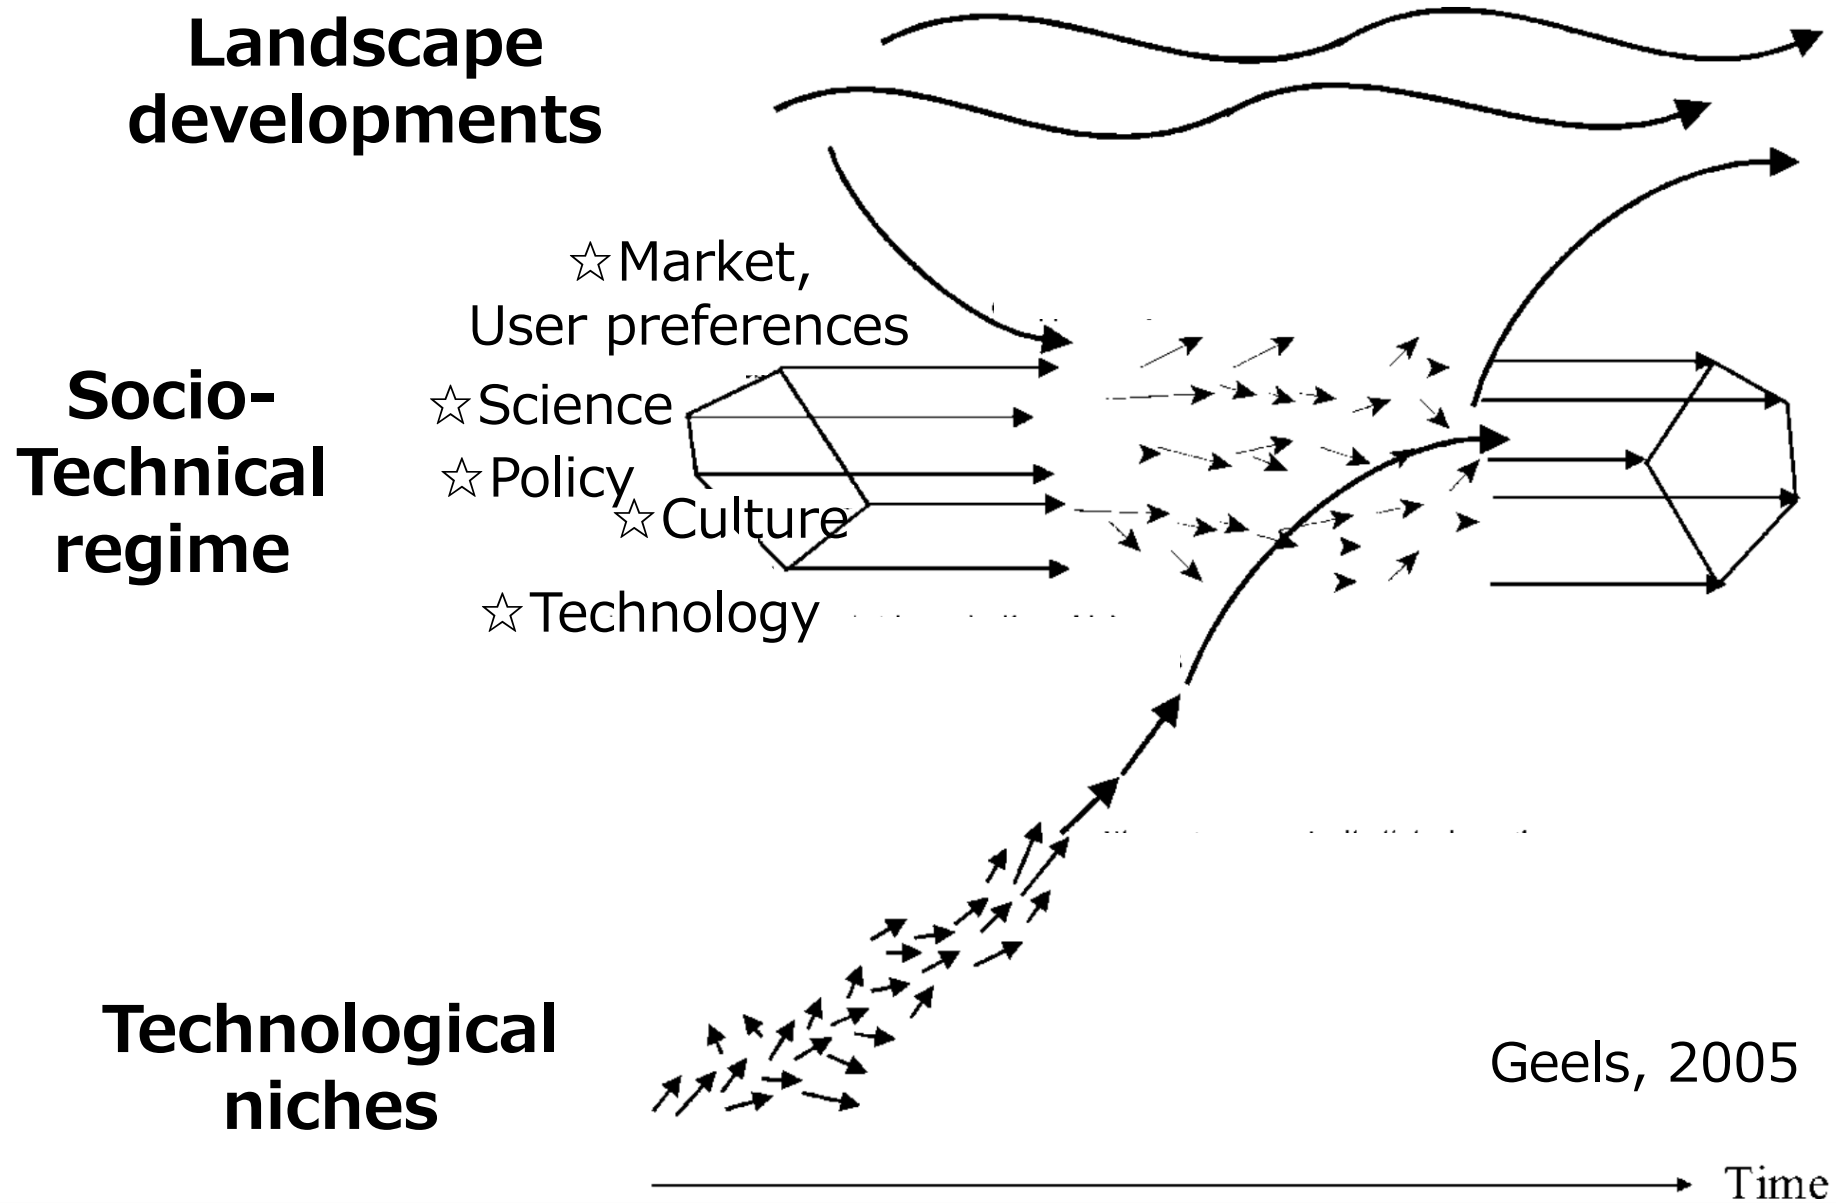 Landscape
developments
☆Market,
User preferences
Socio-
Technical
regime
☆Science
☆Policy
☆Culture
☆Technology
Technological
niches
Geels, 2005
Time